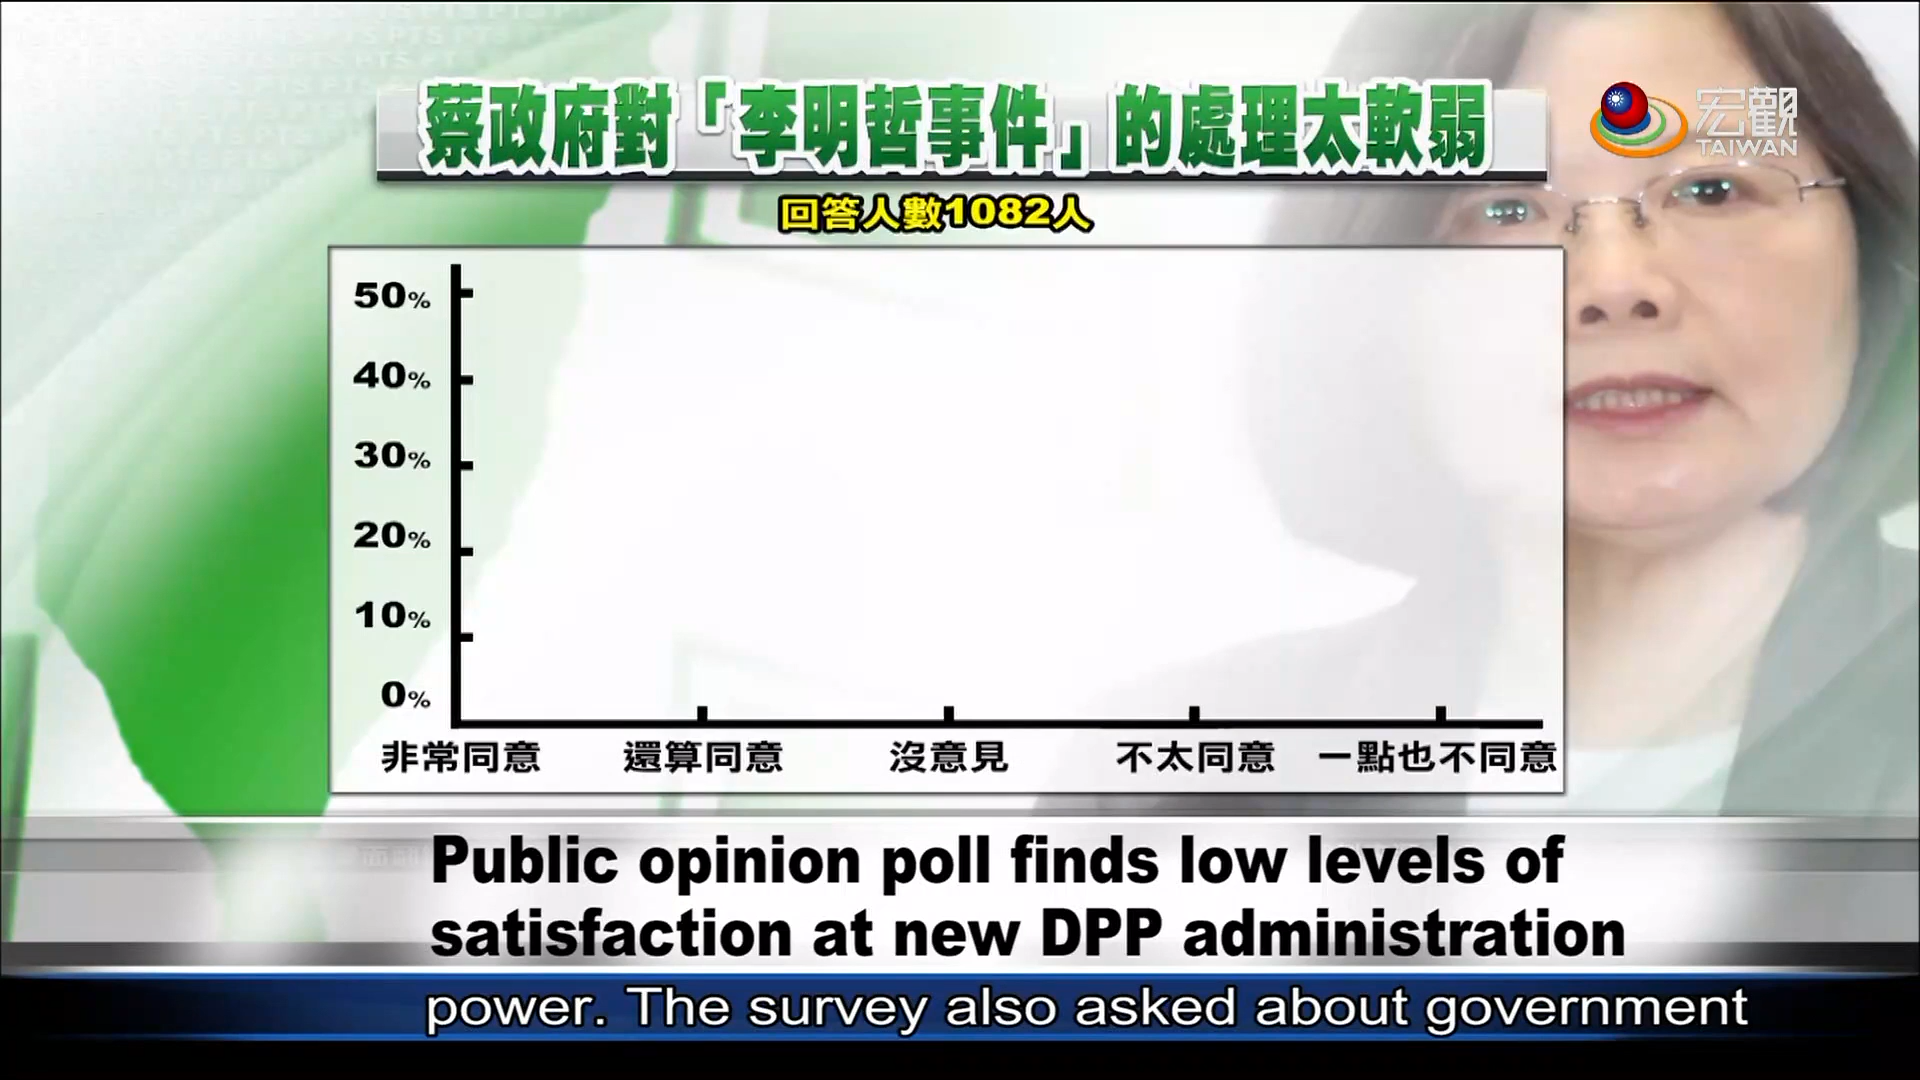 蔡政府對「李明哲事件」的處理太軟弱
宏觀
TAIWAN
回答人數1082人
50%
40%
30%
20%
10%
0%
非常同意 還算同意 沒意見 不太同意 一點也不同意
Public opinion poll finds low levels of
satisfaction at new DPP administration
power. The survey also asked about government